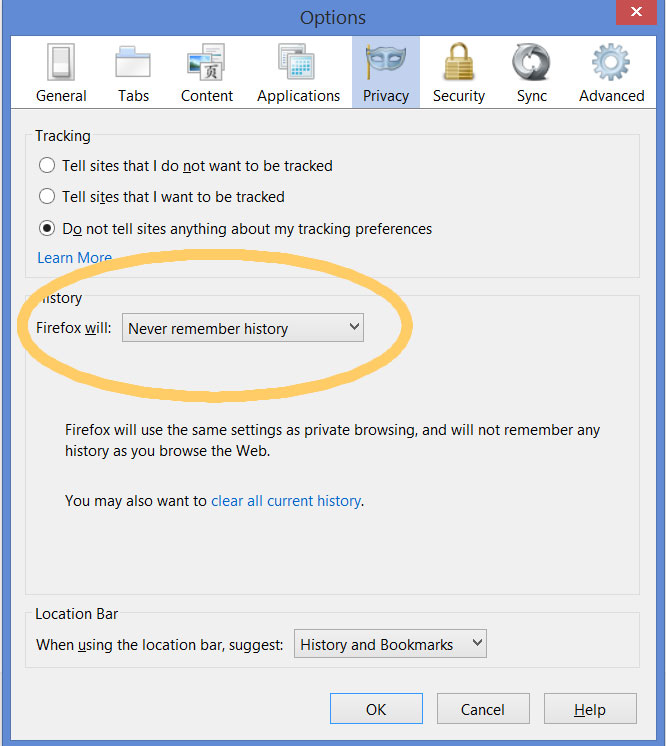 Options
General Tabs Content Applications Privacy Security Sync Advanced
Tracking
Tell sites that I do not want to be tracked
Tell sites that I want to be tracked
Do not tell sites anything about my tracking preferences
Learn More
History
Firefox will: Never remember history
Firefox will use the same settings as private browsing, and will not remember any
history as you browse the Web.
You may also want to clear all current history.
Location Bar
When using the location bar, suggest: History and Bookmarks
OK Cancel Help